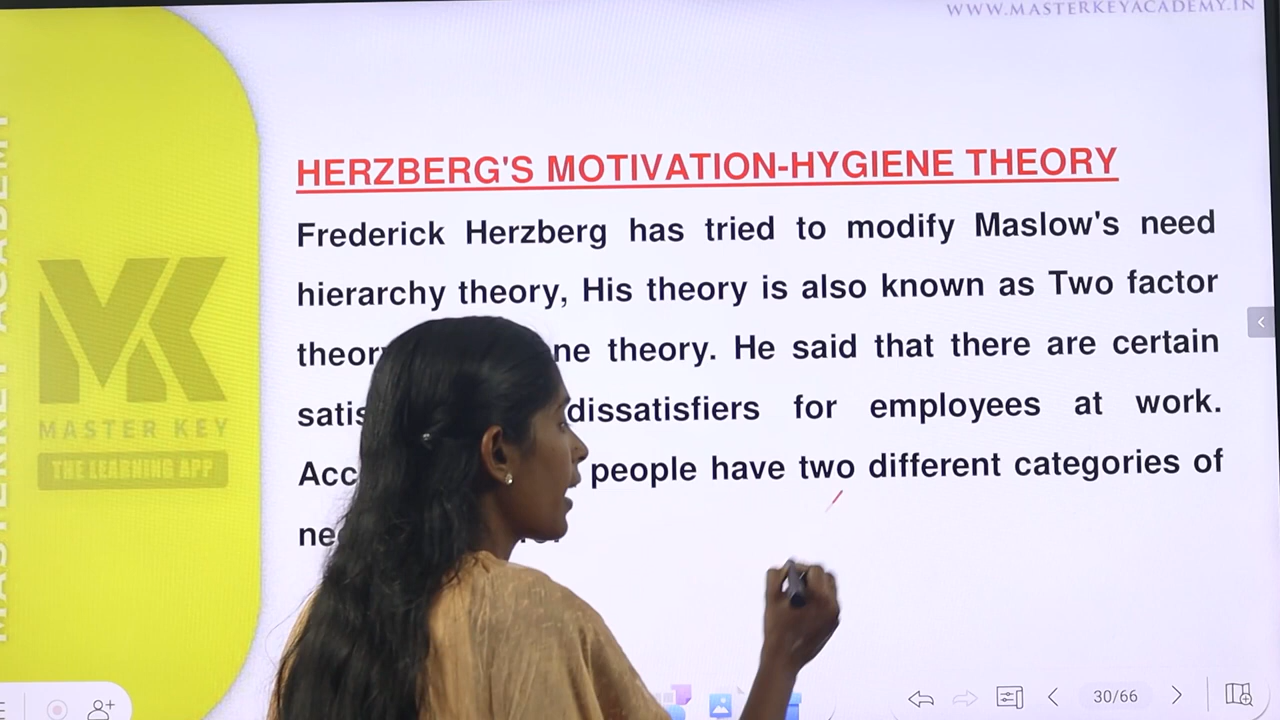 WWW.MASTERKEYACADEMY.IN
HERZBERG'S MOTIVATION-HYGIENE THEORY
Frederick Herzberg has tried to modify Maslow's need
hierarchy theory, His theory is also known as Two factor
theory. He said that there are certain
dissatisfiers for employees at work.
people have two different categories of
MASTER KEY
THE LEARNING APP
MASTERKEY ACADEMY
30/66